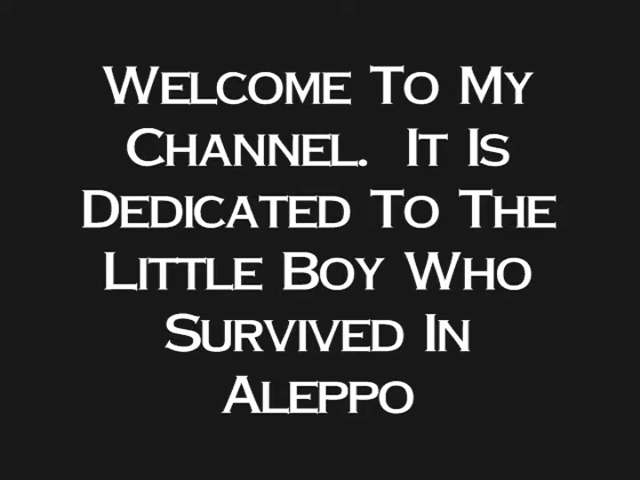 Welcome To My
Channel. It Is
Dedicated To The
Little Boy Who
Survived In
Aleppo